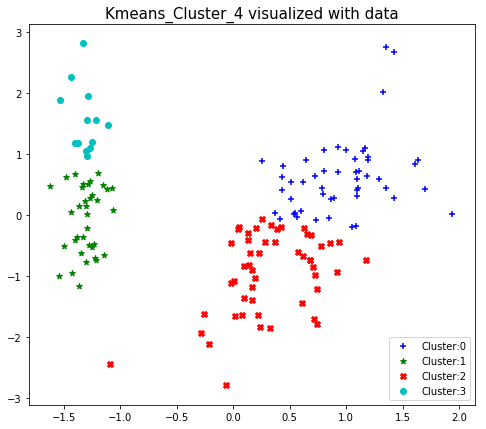 Kmeans_Cluster_4 visualized with data
3
2
1
0
−1
−2
−3
−1.5 −1.0 −0.5 0.0 0.5 1.0 1.5 2.0
Cluster:0
Cluster:1
Cluster:2
Cluster:3